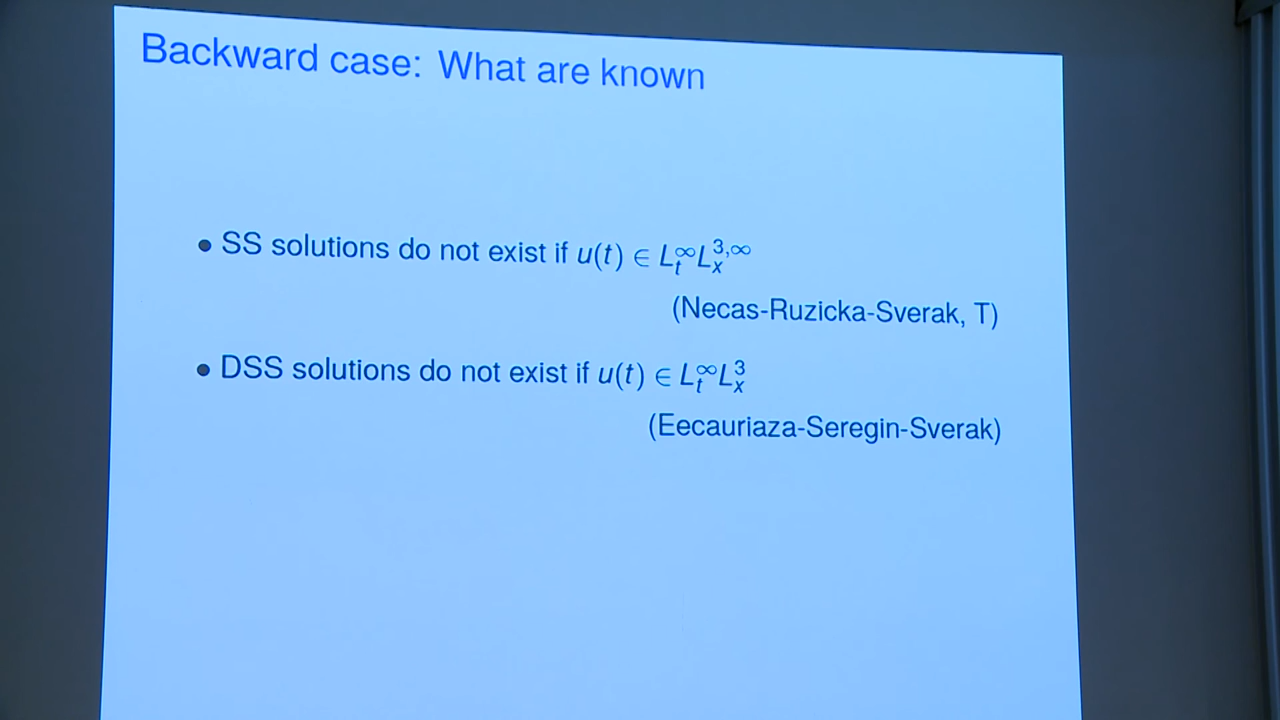 Backward case: What are known
• SS solutions do not exist if u(t) ∈ L_t^∞ L_x^{3,∞}
(Necas-Ruzicka-Sverak, T)
• DSS solutions do not exist if u(t) ∈ L_t^∞ L_x^3
(Eecauriaza-Seregin-Sverak)